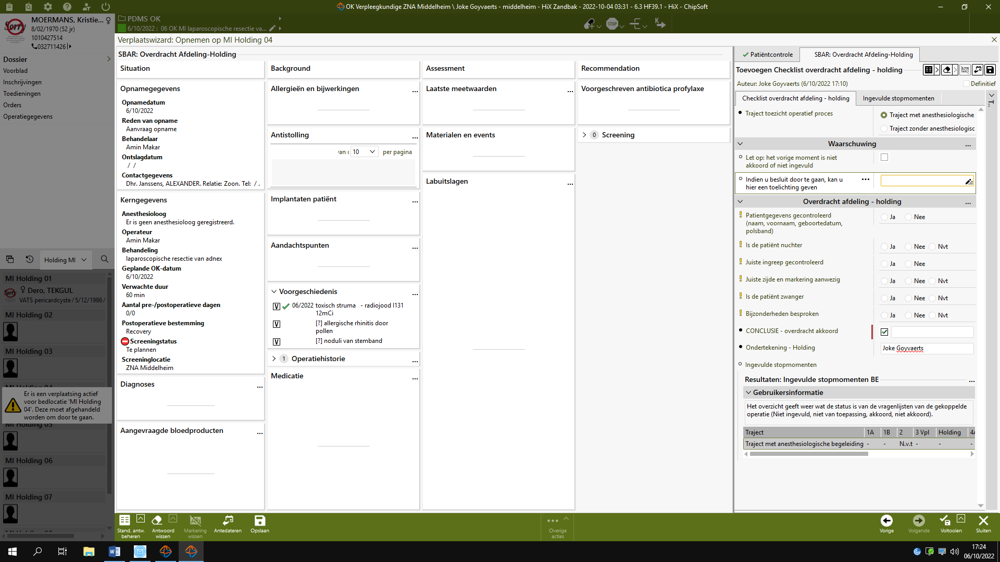 OK Verpleegkundige ZNA Middelheim \ Joke Goyvaerts - middelheim - HiX Zandbak - 2022-10-04 03:31 - 6.3 HF39.1 - HiX - ChipSoft
Sorry
MOERMANS, Kristie...
8/02/1970 (52 jr)
1010427514
032711426
PDMS OK
6/10/2022 : 06 OK MI laparoscopische resectie va...
STOP
K
Dossier
Voorblad
Inschrijvingen
Toedieningen
Orders
Operatiegegevens
Holding MI
MI Holding 01
Dero, TEKGUL
VATS pericardcyste / 5/12/1986 /
MI Holding 02
MI Holding 03
Er is een verplaatsing actief
voor bedlocatie 'MI Holding
04'. Deze moet afgehandeld
worden om door te gaan.
MI Holding 05
MI Holding 06
MI Holding 07
Verplaatswizard: Opnemen op MI Holding 04
SBAR: Overdracht Afdeling-Holding
Situation
Opnamegegevens
Opnamedatum
6/10/2022
Reden van opname
Aanvraag opname
Behandelaar
Amin Makar
Ontslagdatum
/ /
Contactgegevens
Dhr. Janssens, ALEXANDER. Relatie: Zoon. Tel: / .
Kerngegevens
Anesthesioloog
Er is geen anesthesioloog geregistreerd.
Operateur
Amin Makar
Behandeling
laparoscopische resectie van adnex
Geplande OK-datum
6/10/2022
Verwachte duur
60 min
Aantal pre-/postoperatieve dagen
0/0
Postoperatieve bestemming
Recovery
Screeningstatus
Te plannen
Screeninglocatie
ZNA Middelheim
Diagnoses ...
Aangevraagde bloedproducten ...
Background
Allergieën en bijwerkingen ...
Antistolling ...
10 per pagina
Implantaten patiënt ...
Aandachtspunten ...
Voorgeschiedenis ...
V 06/2022 toxisch struma - radiojood I131
12mCi
V [?] allergische rhinitis door
pollen
V [?] noduli van stemband
1 Operatiehistorie ...
Medicatie ...
Assessment
Laatste meetwaarden ...
Materialen en events
Labuitslagen ...
Recommendation
Voorgeschreven antibiotica profylaxe
0 Screening
Patiëntcontrole
SBAR: Overdracht Afdeling-Holding
Toevoegen Checklist overdracht afdeling - holding
Auteur: Joke Goyvaerts (6/10/2022 17:10)
Definitief
Checklist overdracht afdeling - holding
Ingevulde stopmomenten
T..
Traject toezicht operatief proces
Traject met anesthesiologische
Traject zonder anesthesiologisc
Waarschuwing ...
Let op: het vorige moment is niet
akkoord of niet ingevuld
Indien u besluit door te gaan, kan u ...
hier een toelichting geven
Overdracht afdeling - holding ...
Patientgegevens gecontroleerd Ja Nee
(naam, voornaam, geboortedatum,
polsband)
Is de patiënt nuchter Ja Nee Nvt
Juiste ingreep gecontroleerd Ja Nee
Juiste zijde en markering aanwezig Ja Nee Nvt
Is de patiënt zwanger Ja Nee Nvt
Bijzonderheden besproken Ja Nee Nvt
CONCLUSIE - overdracht akkoord
Ondertekening - Holding Joke Goyvaerts
Ingevulde stopmomenten
Resultaten: Ingevulde stopmomenten BE ...
Gebruikersinformatie
Het overzicht geeft weer wat de status is van de vragenlijsten van de gekoppelde
operatie (Niet ingevuld, niet van toepassing, akkoord, niet akkoord).
Traject 1A 1B 2 3 Vpl Holding 4A
Traject met anesthesiologische begeleiding - - N.v.t - - -
Stand. antw.
beheren
Antwoord
wissen
Markering
wissen
Antedateren
Opslaan
Overige
acties
Vorige
Volgende
Voltooien
Sluiten
17:24
06/10/2022